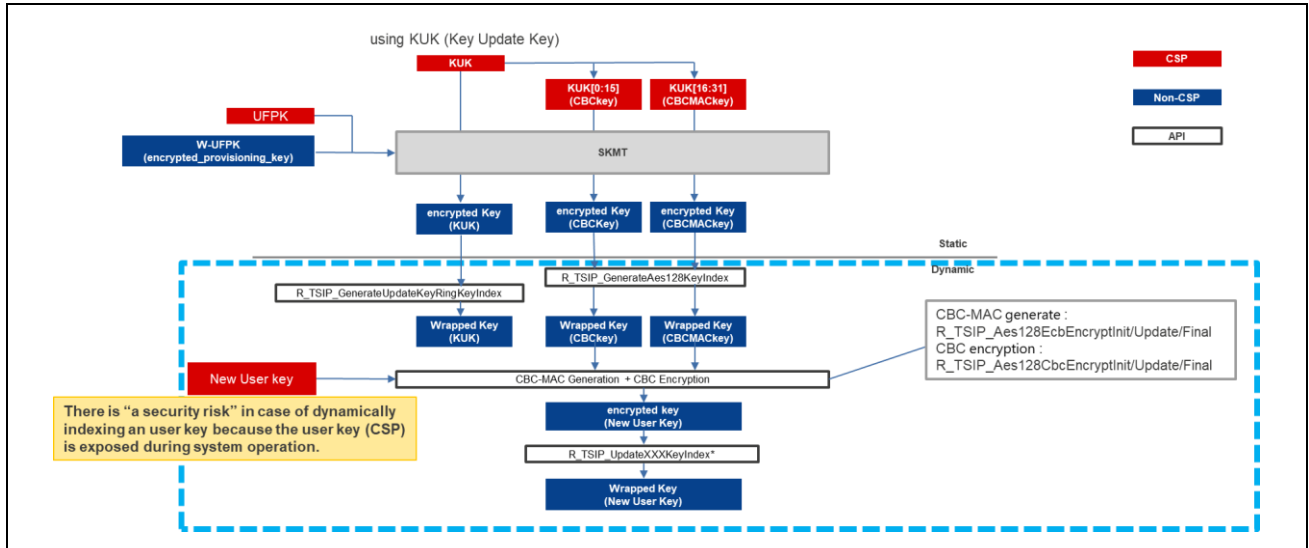 using KUK (Key Update Key)
KUK
CSP
KUK[0:15]
(CBCkey)
KUK[16:31]
(CBCMACkey)
Non-CSP
UFPK
API
W-UFPK
(encrypted_provisioning_key)
SKMT
encrypted Key
(KUK)
encrypted Key
(CBCKey)
encrypted Key
(CBCMACkey)
Static
Dynamic
R_TSIP_GenerateAes128KeyIndex
R_TSIP_GenerateUpdateKeyRingKeyIndex
Wrapped Key
(KUK)
Wrapped Key
(CBCkey)
Wrapped Key
(CBCMACkey)
CBC-MAC generate :
R_TSIP_Aes128EcbEncryptInit/Update/Final
CBC encryption :
R_TSIP_Aes128CbcEncryptInit/Update/Final
New User key
CBC-MAC Generation + CBC Encryption
There is “a security risk” in case of dynamically
indexing an user key because the user key (CSP)
is exposed during system operation.
encrypted key
(New User Key)
R_TSIP_UpdateXXXKeyIndex*
Wrapped Key
(New User Key)